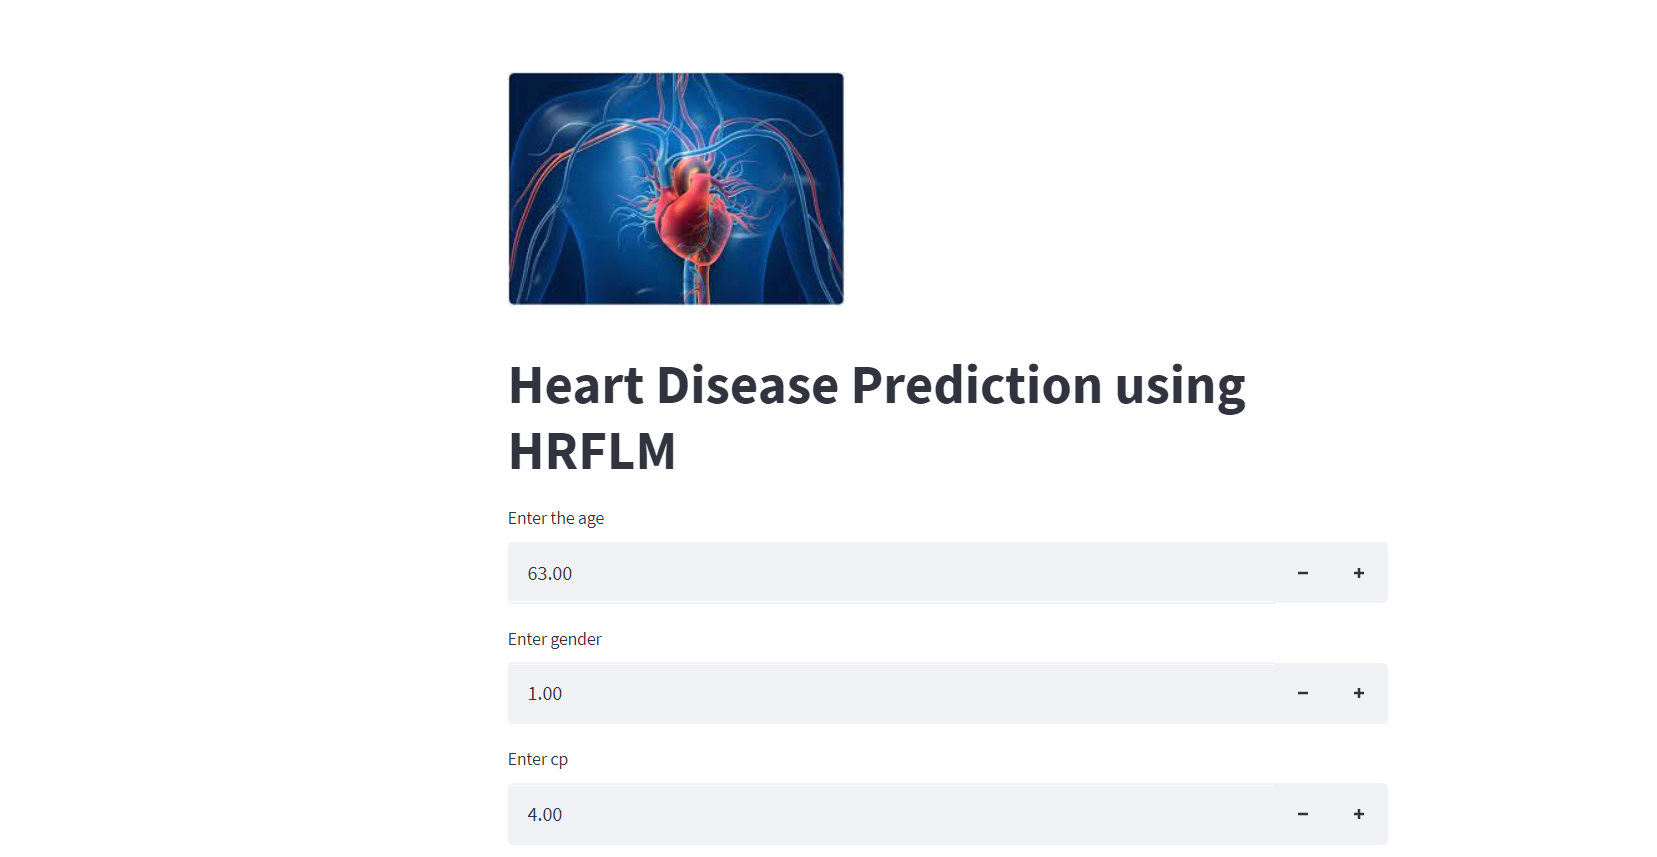 Heart Disease Prediction using
HRFLM
Enter the age
63.00
Enter gender
1.00
Enter cp
4.00